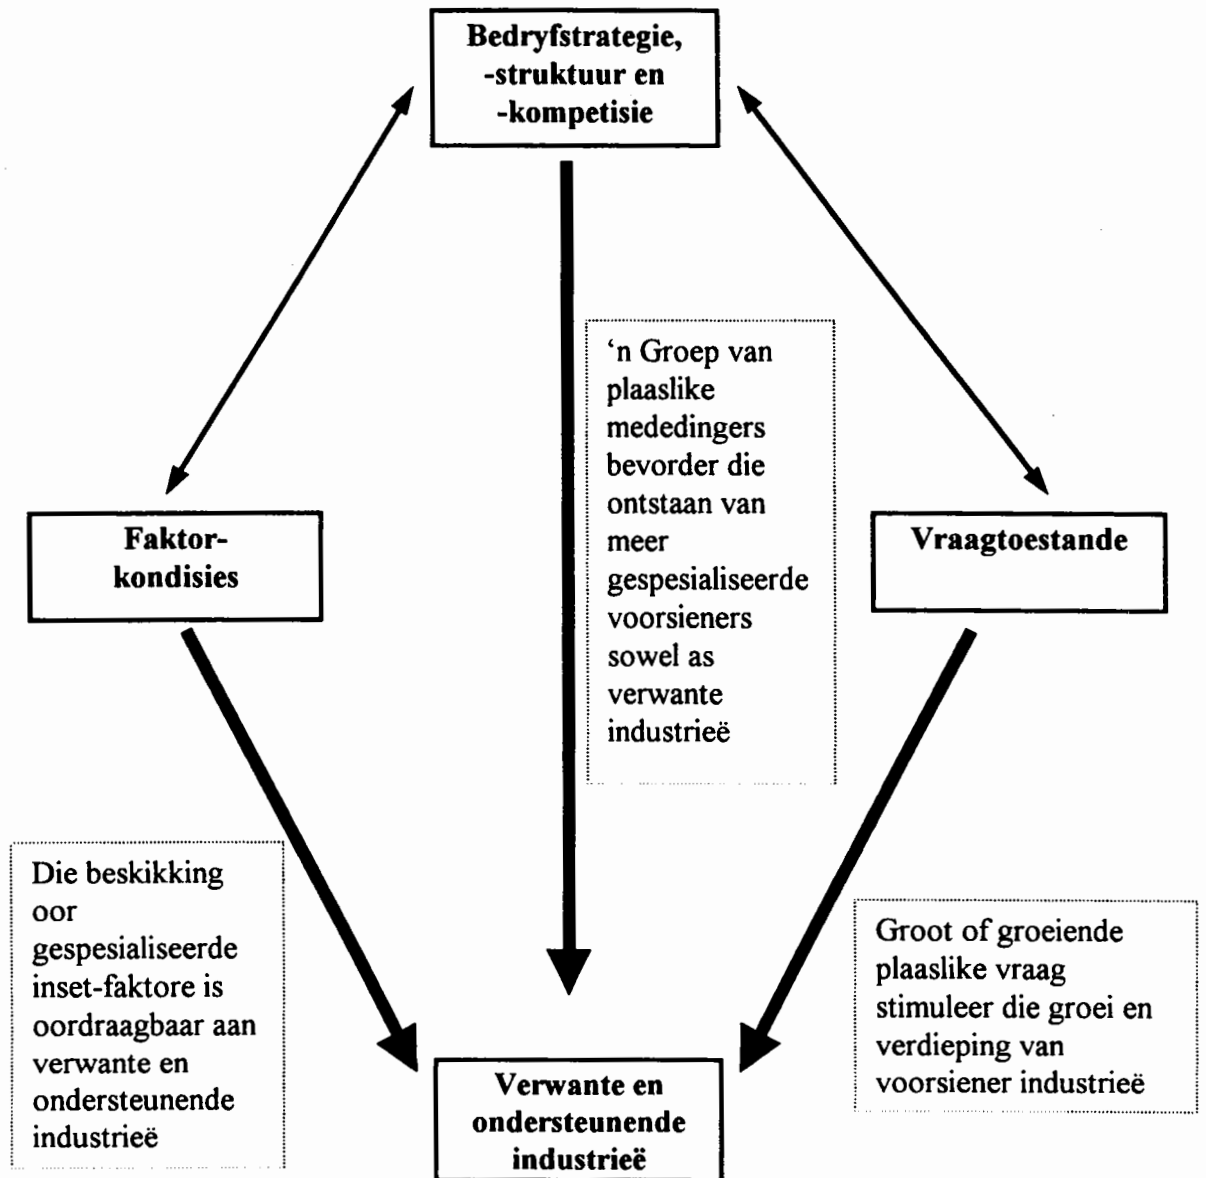 Bedryfstrategie,
-struktuur en
-kompetisie
‘n Groep van
plaaslike
mededingers
bevorder die
ontstaan van
meer
gespesialiseerde
voorsieners
sowel as
verwante
industrieë
Faktor-
kondisies
Vraagtoestande
Die beskikking
oor
gespesialiseerde
inset-faktore is
oordraagbaar aan
verwante en
ondersteunende
industrieë
Groot of groeiende
plaaslike vraag
stimuleer die groei en
verdieping van
voorsiener industrieë
Verwante en
ondersteunende
industrieë